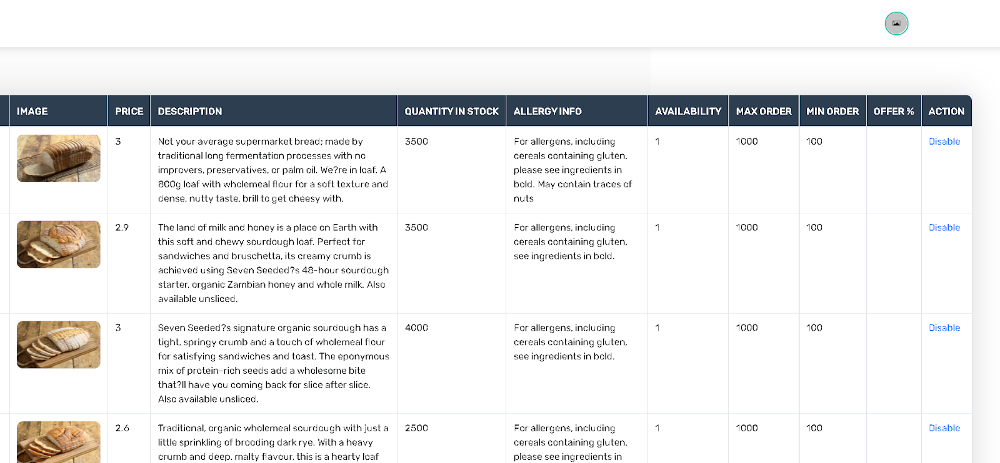 IMAGE PRICE DESCRIPTION QUANTITY IN STOCK ALLERGY INFO AVAILABILITY MAX ORDER MIN ORDER OFFER % ACTION
3
Not your average supermarket bread; made by
traditional long fermentation processes with no
improvers, preservatives, or palm oil. We?re in loaf. A
800g loaf with wholemeal flour for a soft texture and
dense, nutty taste, brill to get cheesy with.
3500
For allergens, including
cereals containing gluten,
please see ingredients in
bold. May contain traces of
nuts
1
1000
100
Disable
2.9
The land of milk and honey is a place on Earth with
this soft and chewy sourdough loaf. Perfect for
sandwiches and bruschetta, its creamy crumb is
achieved using Seven Seeded?s 48-hour sourdough
starter, organic Zambian honey and whole milk. Also
available unsliced.
3500
For allergens, including
cereals containing gluten,
see ingredients in bold.
1
1000
100
Disable
3
Seven Seeded?s signature organic sourdough has a
tight, springy crumb and a touch of wholemeal flour
for satisfying sandwiches and toast. The eponymous
mix of protein-rich seeds add a wholesome bite
that?ll have you coming back for slice after slice.
Also available unsliced.
4000
For allergens, including
cereals containing gluten,
see ingredients in bold.
1
1000
100
Disable
2.6
Traditional, organic wholemeal sourdough with just a
little sprinkling of brooding dark rye. With a heavy
crumb and deep, malty flavour, this is a hearty loaf
2500
For allergens, including
cereals containing gluten,
please see ingredients in
1
1000
100
Disable